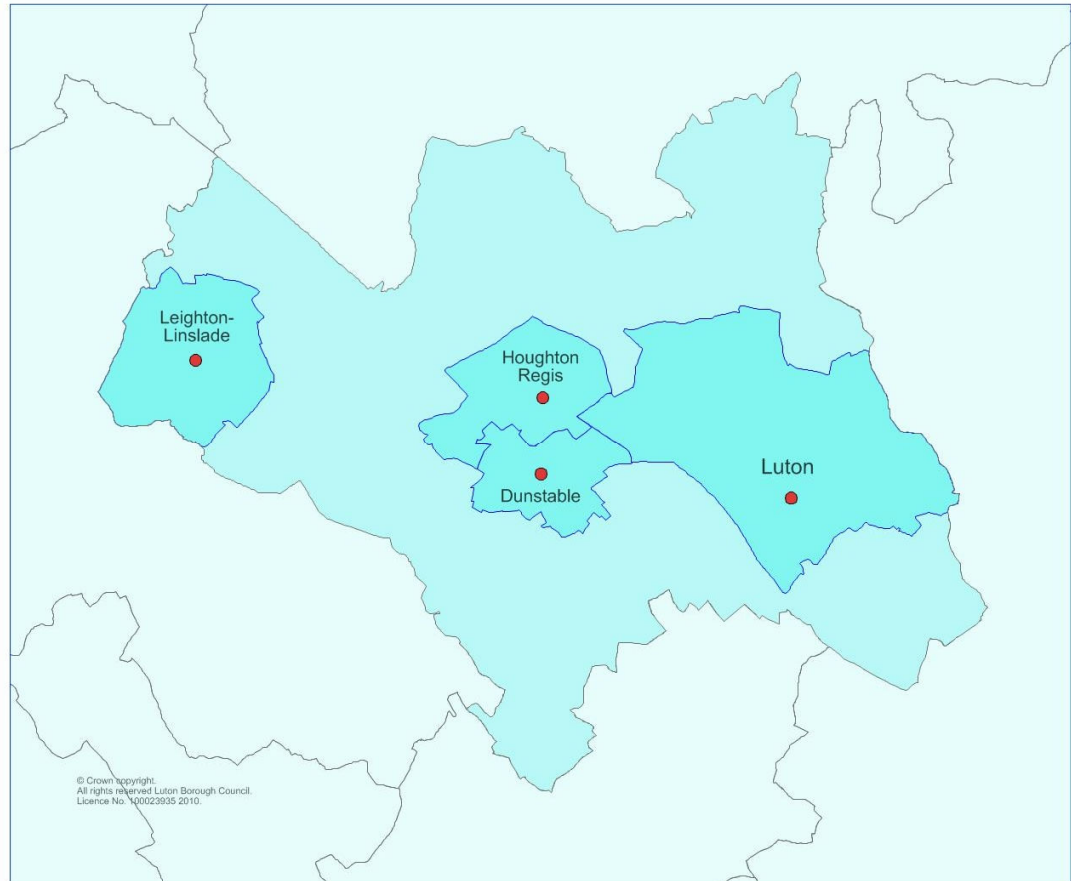 Leighton-
Linslade
Houghton
Regis
Dunstable
Luton
© Crown copyright.
All rights reserved Luton Borough Council.
Licence No. 100023935 2010.